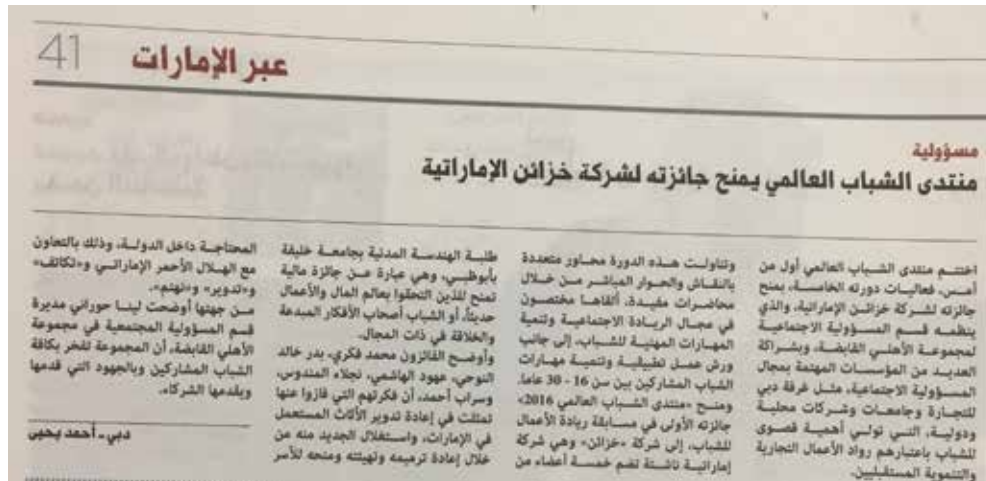 41
عبر الإمارات
مسؤولية
منتدى الشباب العالمي يمنح جائزته لشركة خزائن الإماراتية
اختتم منتدى الشباب العالمي أول من
أمس، فعاليات دورته الخامسة، بمنح
جائزته لشركة خزائن الإماراتية، والذي
ينظمه قسم المسؤولية الاجتماعية
لمجموعة الأهلي القابضة، وبشراكة
العديد من المؤسسات المهتمة بمجال
المسؤولية الاجتماعية، مثل غرفة دبي
للتجارة وجامعات وشركات محلية
ودولية، التي تولي أهمية قصوى
للشباب باعتبارهم رواد الأعمال التجارية
والتنموية المستقبليين.
وتناولت هذه الدورة محاور متعددة
بالنقاش والحوار المباشر من خلال
محاضرات مفيدة، ألقاها مختصون
في مجال الريادة الاجتماعية وتنمية
المهارات المهنية للشباب، إلى جانب
ورش عمل تطبيقية وتنمية مهارات
الشباب المشاركين بين سن 16 - 30 عاما.
ومنح «منتدى الشباب العالمي 2016»
جائزته الأولى في مسابقة ريادة الأعمال
للشباب، إلى شركة «خزائن» وهي شركة
إماراتية ناشئة تضم خمسة أعضاء من
طلبة الهندسة المدنية بجامعة خليفة
بأبوظبي، وهي عبارة عن جائزة مالية
تمنح للذين التحقوا بعالم المال والأعمال
حديثاً، أو الشباب أصحاب الأفكار المبدعة
والخلاقة في ذات المجال.
وأوضح الفائزون محمد فكري، بدر خالد
النوحي، عهود الهاشمي، نجلاء المندوس،
وسراب أحمد، أن فكرتهم التي فازوا عنها
تمثلت في إعادة تدوير الأثاث المستعمل
في الإمارات، واستغلال الجديد منه من
خلال إعادة ترميمه وتهيئته ومنحه للأسر
المحتاجة داخل الدولة، وذلك بالتعاون
مع الهلال الأحمر الإماراتي و«تكاتف»
و«تدوير» و«نهتم».
من جهتها أوضحت لينا حوراني مديرة
قسم المسؤولية المجتمعية في مجموعة
الأهلي القابضة، أن المجموعة تفخر بكافة
الشباب المشاركين وبالجهود التي قدمها
ويقدمها الشركاء.
دبي - أحمد يحيى